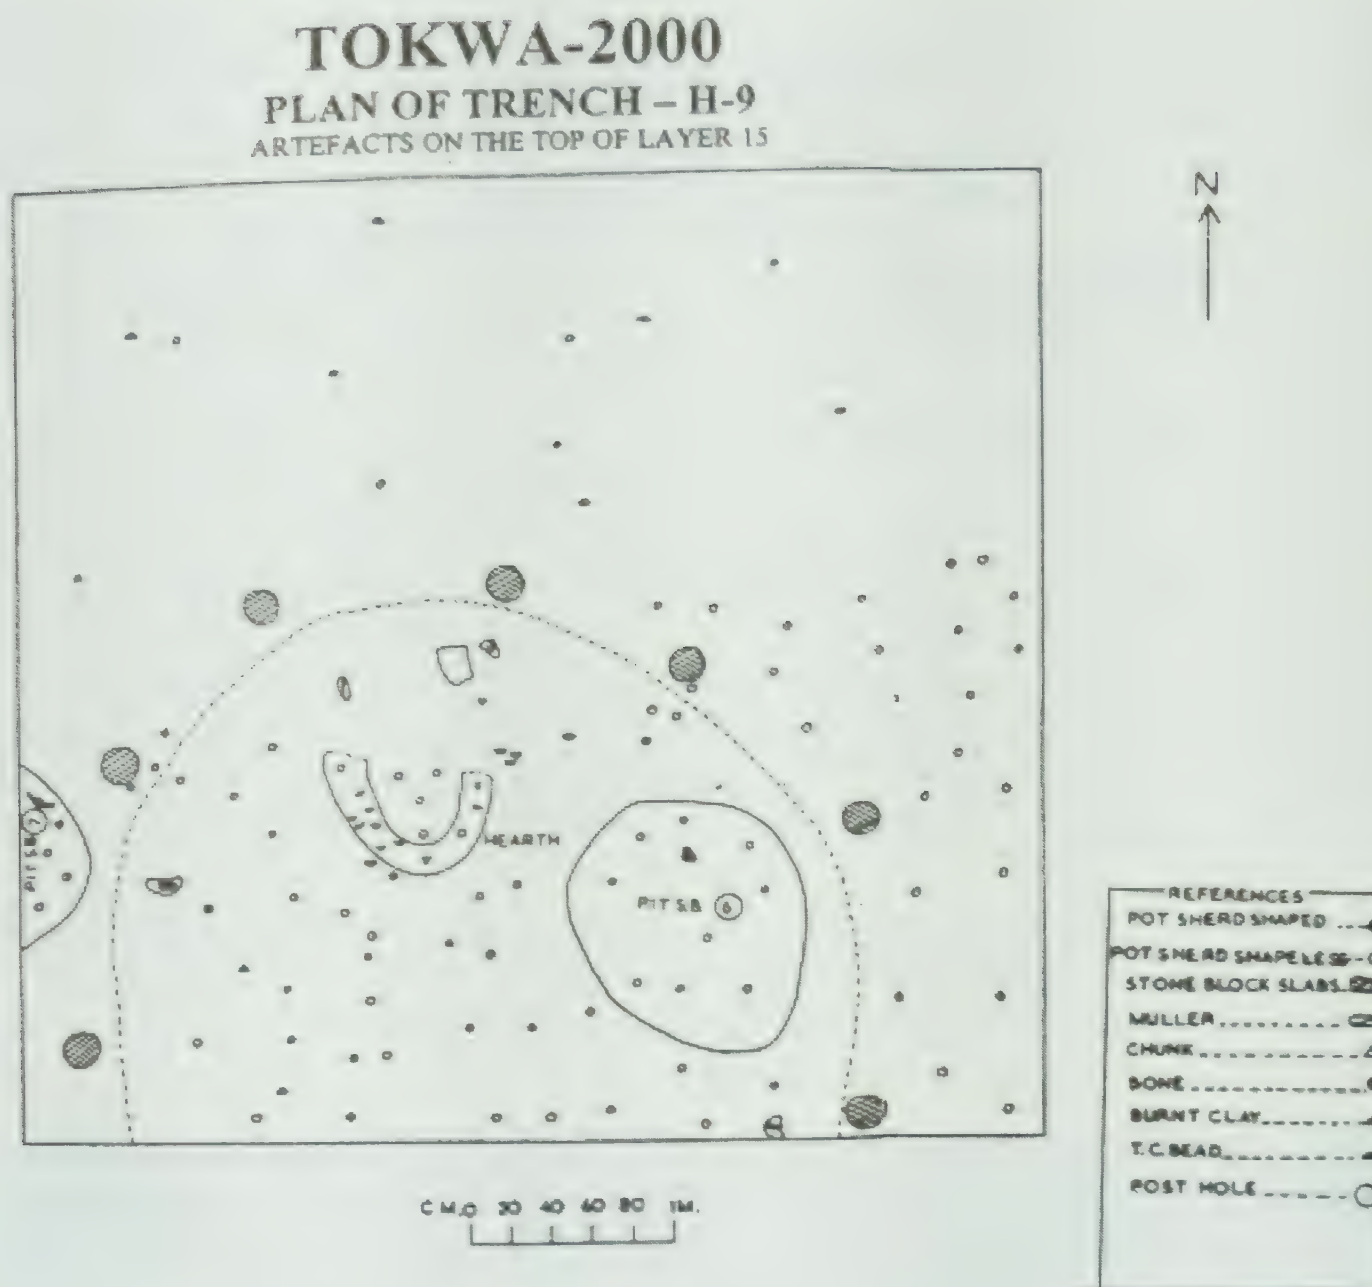 TOKWA-2000
PLAN OF TRENCH – H-9
ARTEFACTS ON THE TOP OF LAYER 15
N
HEARTH
PIT S.B. 7
PIT S.B. 6
C M.0 20 40 60 80 1M.
REFERENCES
POT SHERD SHAPED
POT SHERD SHAPELESS
STONE BLOCK SLABS
MULLER
CHUNK
BONE
BURNT CLAY
T.C. BEAD
POST HOLE